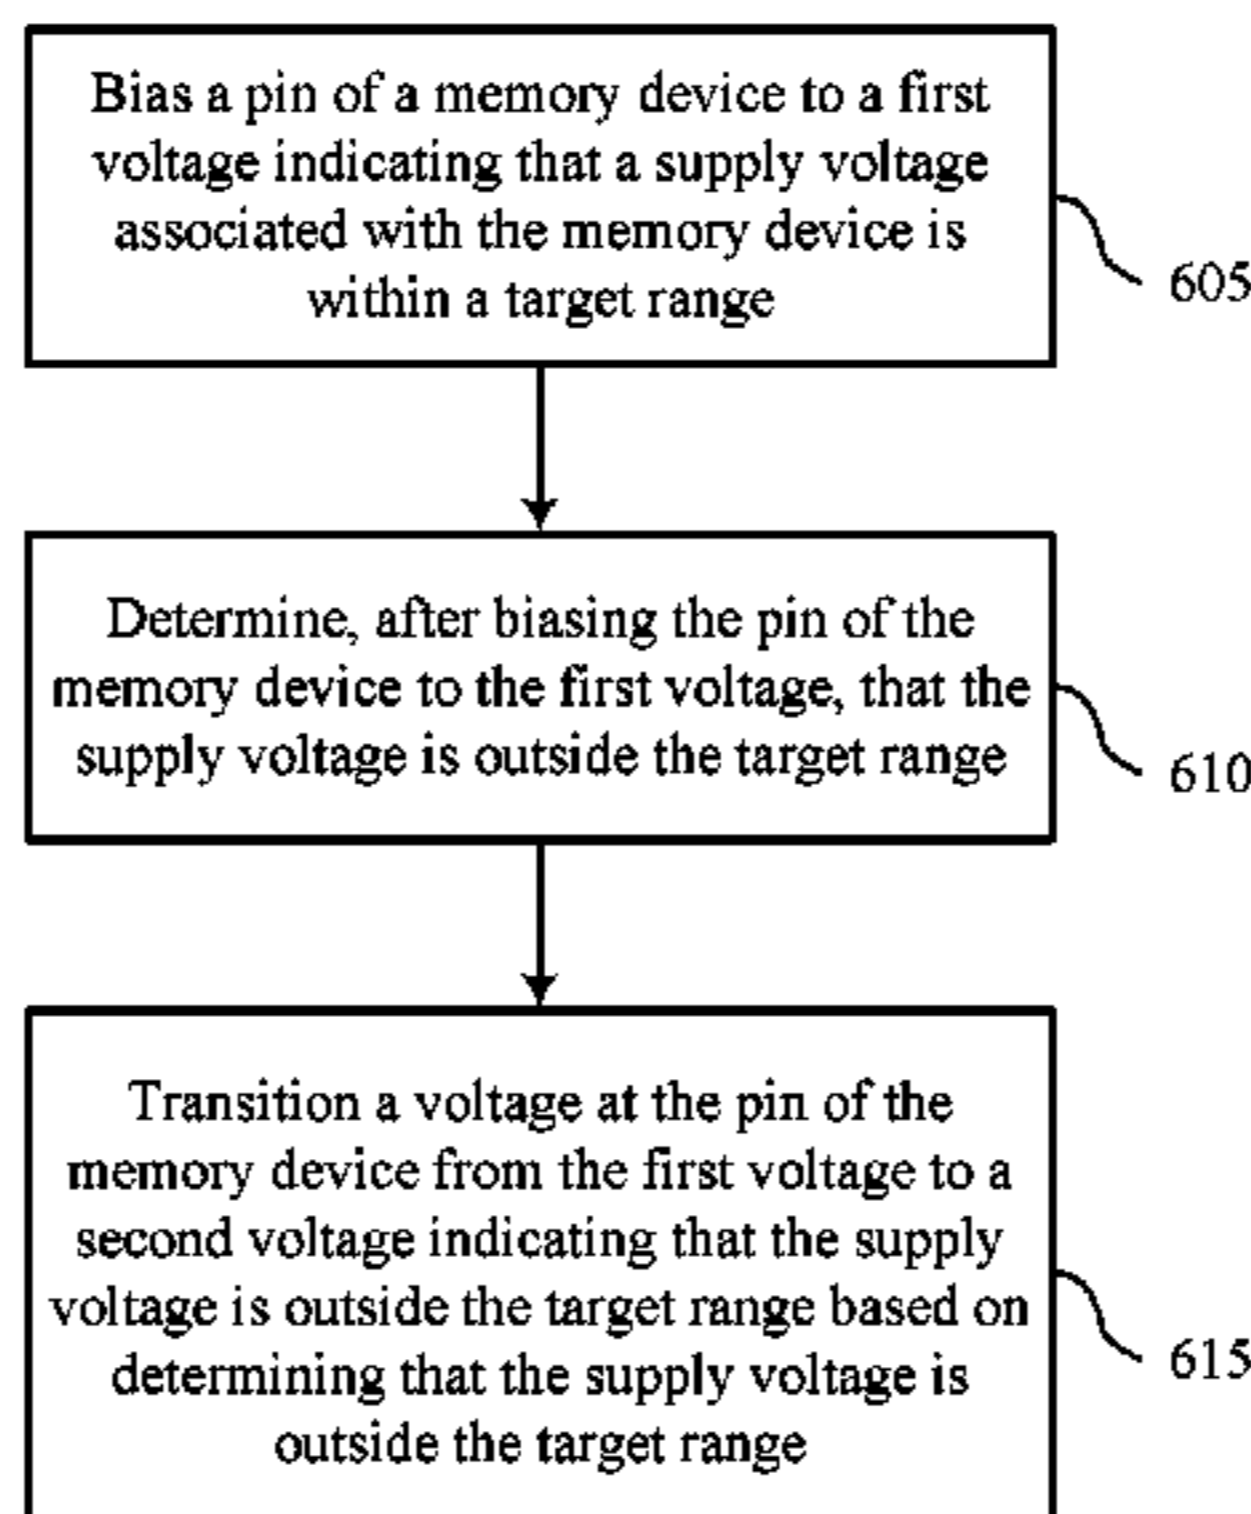 Bias a pin of a memory device to a first
voltage indicating that a supply voltage
associated with the memory device is
within a target range
605
Determine, after biasing the pin of the
memory device to the first voltage, that the
supply voltage is outside the target range
610
Transition a voltage at the pin of the
memory device from the first voltage to a
second voltage indicating that the supply
voltage is outside the target range based on
determining that the supply voltage is
outside the target range
615